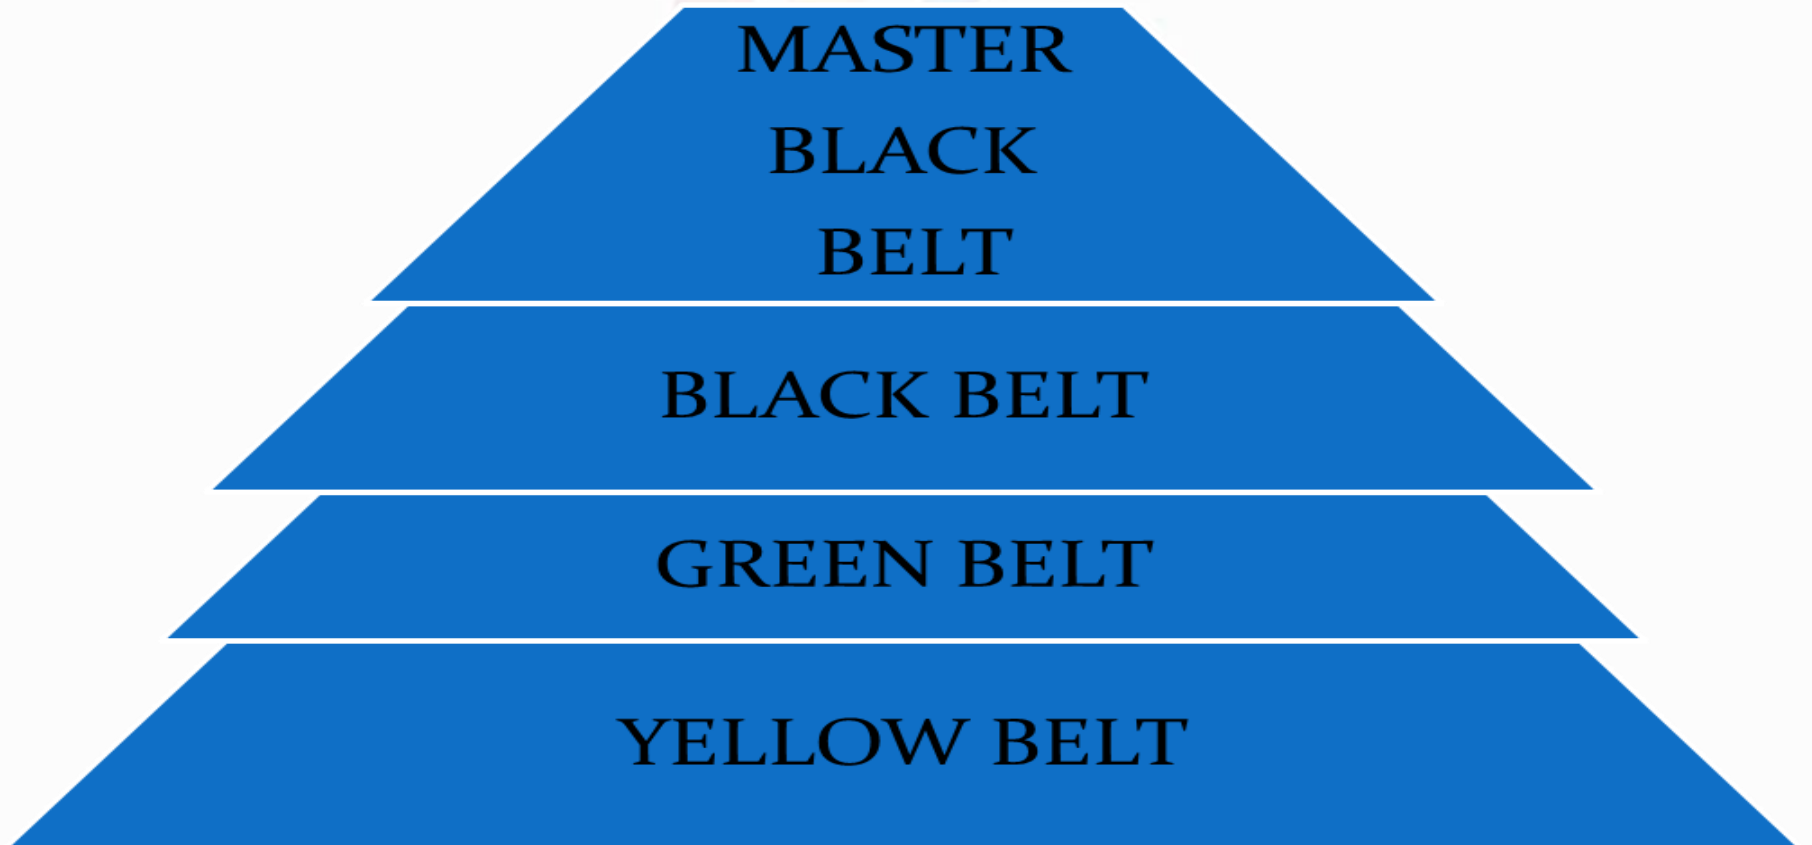 MASTER
BLACK
BELT
BLACK BELT
GREEN BELT
YELLOW BELT